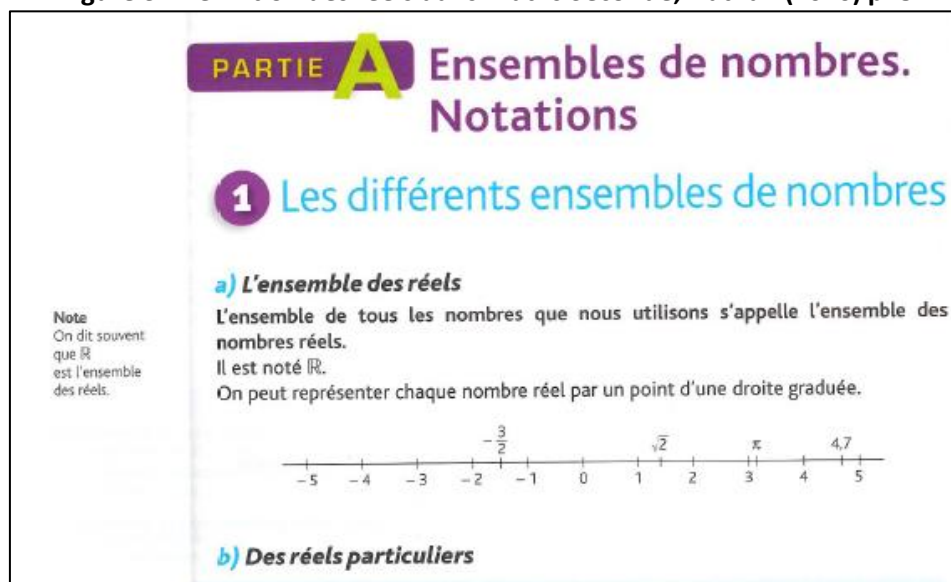 PARTIE A Ensembles de nombres.
Notations
1 Les différents ensembles de nombres
a) L'ensemble des réels
Note
On dit souvent
que ℝ
est l'ensemble
des réels.
L'ensemble de tous les nombres que nous utilisons s'appelle l'ensemble des
nombres réels.
Il est noté ℝ.
On peut représenter chaque nombre réel par un point d'une droite graduée.
-3/2 √2 π 4,7
-5 -4 -3 -2 -1 0 1 2 3 4 5
b) Des réels particuliers